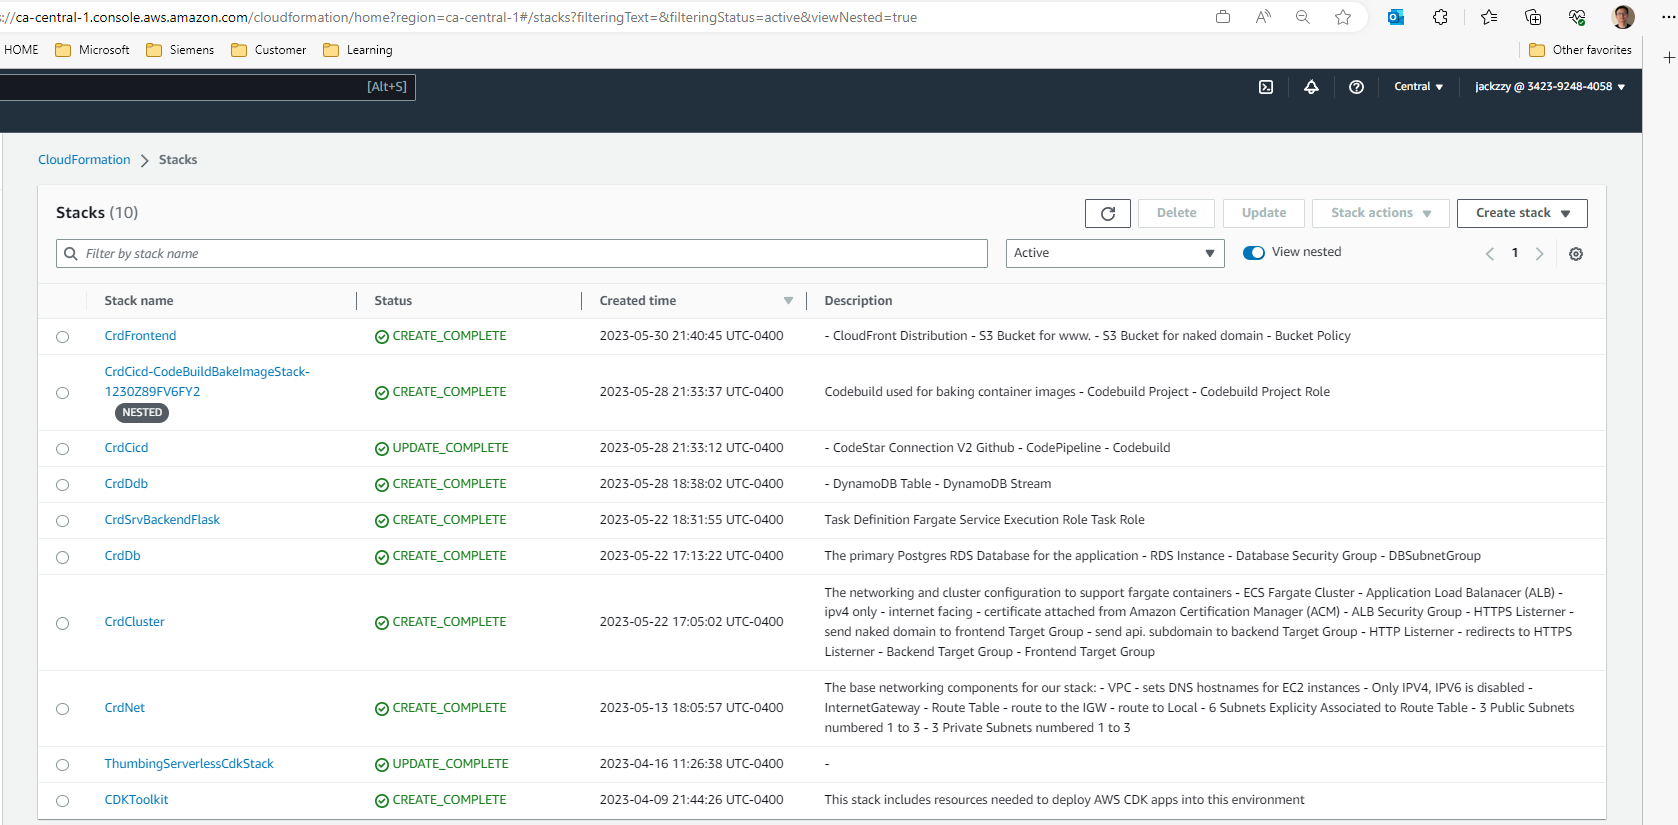 ://ca-central-1.console.aws.amazon.com/cloudformation/home?region=ca-central-1#/stacks?filteringText=&filteringStatus=active&viewNested=true
HOME Microsoft Siemens Customer Learning Other favorites
[Alt+S] Central jackzzy @ 3423-9248-4058
CloudFormation > Stacks
Stacks (10) Delete Update Stack actions Create stack
Filter by stack name Active View nested 1
Stack name Status Created time Description
CrdFrontend CREATE_COMPLETE 2023-05-30 21:40:45 UTC-0400 - CloudFront Distribution - S3 Bucket for www. - S3 Bucket for naked domain - Bucket Policy
CrdCicd-CodeBuildBakeImageStack-
1230Z89FV6FY2 CREATE_COMPLETE 2023-05-28 21:33:37 UTC-0400 Codebuild used for baking container images - Codebuild Project - Codebuild Project Role
NESTED
CrdCicd UPDATE_COMPLETE 2023-05-28 21:33:12 UTC-0400 - CodeStar Connection V2 Github - CodePipeline - Codebuild
CrdDdb CREATE_COMPLETE 2023-05-28 18:38:02 UTC-0400 - DynamoDB Table - DynamoDB Stream
CrdSrvBackendFlask CREATE_COMPLETE 2023-05-22 18:31:55 UTC-0400 Task Definition Fargate Service Execution Role Task Role
CrdDb CREATE_COMPLETE 2023-05-22 17:13:22 UTC-0400 The primary Postgres RDS Database for the application - RDS Instance - Database Security Group - DBSubnetGroup
CrdCluster CREATE_COMPLETE 2023-05-22 17:05:02 UTC-0400 The networking and cluster configuration to support fargate containers - ECS Fargate Cluster - Application Load Balanacer (ALB) -
ipv4 only - internet facing - certificate attached from Amazon Certification Manager (ACM) - ALB Security Group - HTTPS Listerner -
send naked domain to frontend Target Group - send api. subdomain to backend Target Group - HTTP Listerner - redirects to HTTPS
Listerner - Backend Target Group - Frontend Target Group
CrdNet CREATE_COMPLETE 2023-05-13 18:05:57 UTC-0400 The base networking components for our stack: - VPC - sets DNS hostnames for EC2 instances - Only IPV4, IPV6 is disabled -
InternetGateway - Route Table - route to the IGW - route to Local - 6 Subnets Explicity Associated to Route Table - 3 Public Subnets
numbered 1 to 3 - 3 Private Subnets numbered 1 to 3
ThumbingServerlessCdkStack UPDATE_COMPLETE 2023-04-16 11:26:38 UTC-0400 -
CDKToolkit CREATE_COMPLETE 2023-04-09 21:44:26 UTC-0400 This stack includes resources needed to deploy AWS CDK apps into this environment